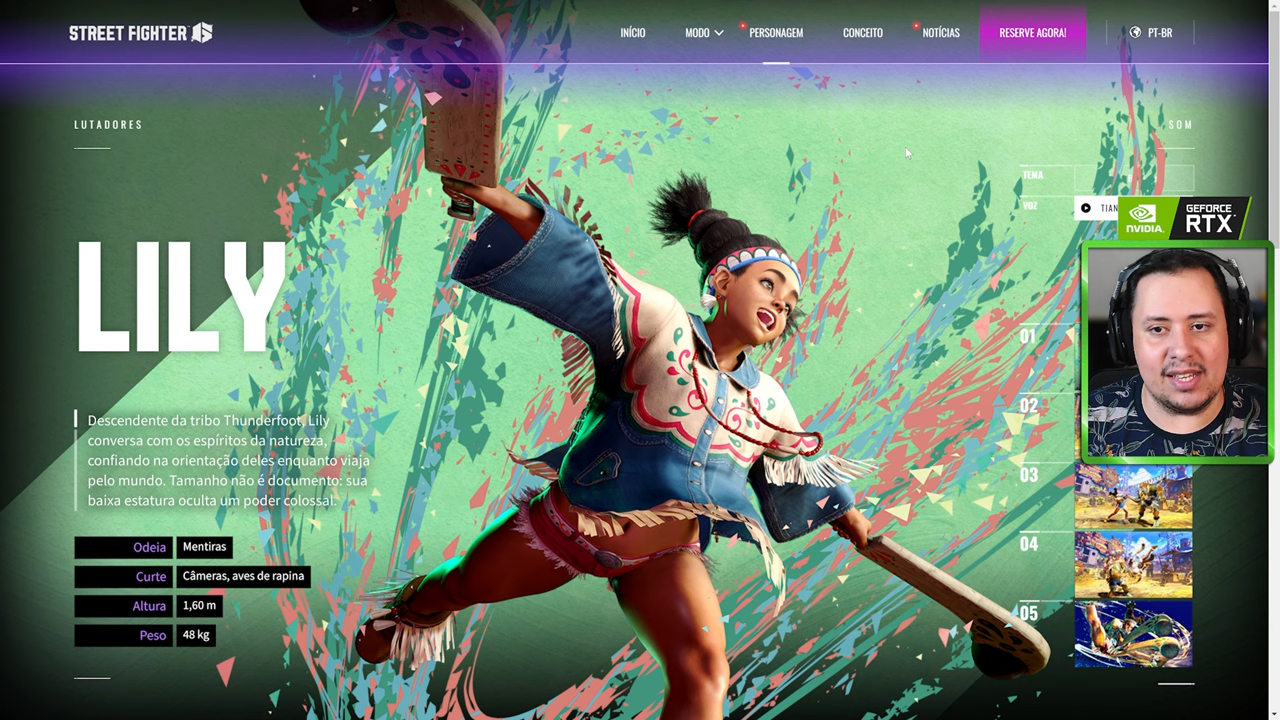 STREET FIGHTER 6
INÍCIO
MODO
PERSONAGEM
CONCEITO
NOTÍCIAS
RESERVE AGORA!
PT-BR
LUTADORES
SOM
TEMA
VOZ
TIAN
NVIDIA.
GEFORCE
RTX™
LILY
01
02
03
04
05
Descendente da tribo Thunderfoot, Lily
conversa com os espíritos da natureza,
confiando na orientação deles enquanto viaja
pelo mundo. Tamanho não é documento: sua
baixa estatura oculta um poder colossal.
Odeia Mentiras
Curte Câmeras, aves de rapina
Altura 1,60 m
Peso 48 kg